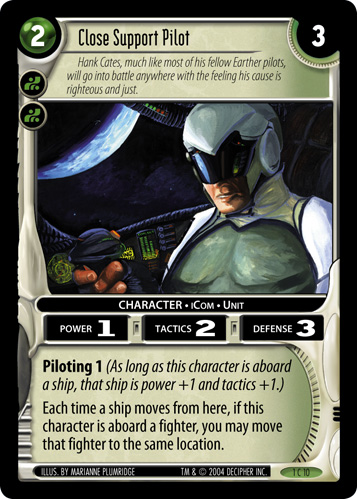 2 Close Support Pilot 3
Hank Cates, much like most of his fellow Earther pilots,
will go into battle anywhere with the feeling his cause is
righteous and just.
CHARACTER • iCOM • UNIT
POWER 1 TACTICS 2 DEFENSE 3
Piloting 1 (As long as this character is aboard
a ship, that ship is power +1 and tactics +1.)
Each time a ship moves from here, if this
character is aboard a fighter, you may move
that fighter to the same location.
ILLUS. BY MARIANNE PLUMRIDGE TM & © 2004 DECIPHER INC. 1 C 10